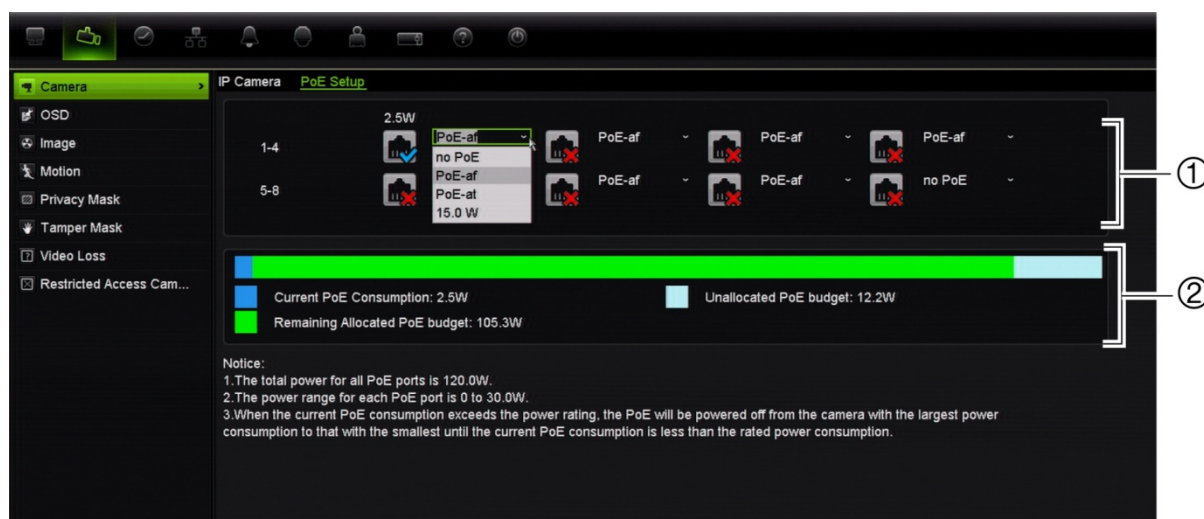 Camera
OSD
Image
Motion
Privacy Mask
Tamper Mask
Video Loss
Restricted Access Cam...
IP Camera PoE Setup
2.5W
1-4 PoE-af PoE-af PoE-af PoE-af
no PoE
PoE-af
PoE-at
15.0 W
5-8 PoE-af PoE-af no PoE
Current PoE Consumption: 2.5W Unallocated PoE budget: 12.2W
Remaining Allocated PoE budget: 105.3W
Notice:
1.The total power for all PoE ports is 120.0W.
2.The power range for each PoE port is 0 to 30.0W.
3.When the current PoE consumption exceeds the power rating, the PoE will be powered off from the camera with the largest power
consumption to that with the smallest until the current PoE consumption is less than the rated power consumption.
①
②